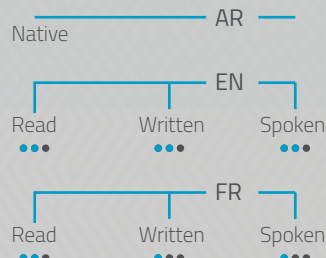 AR
Native
EN
Read Written Spoken
FR
Read Written Spoken